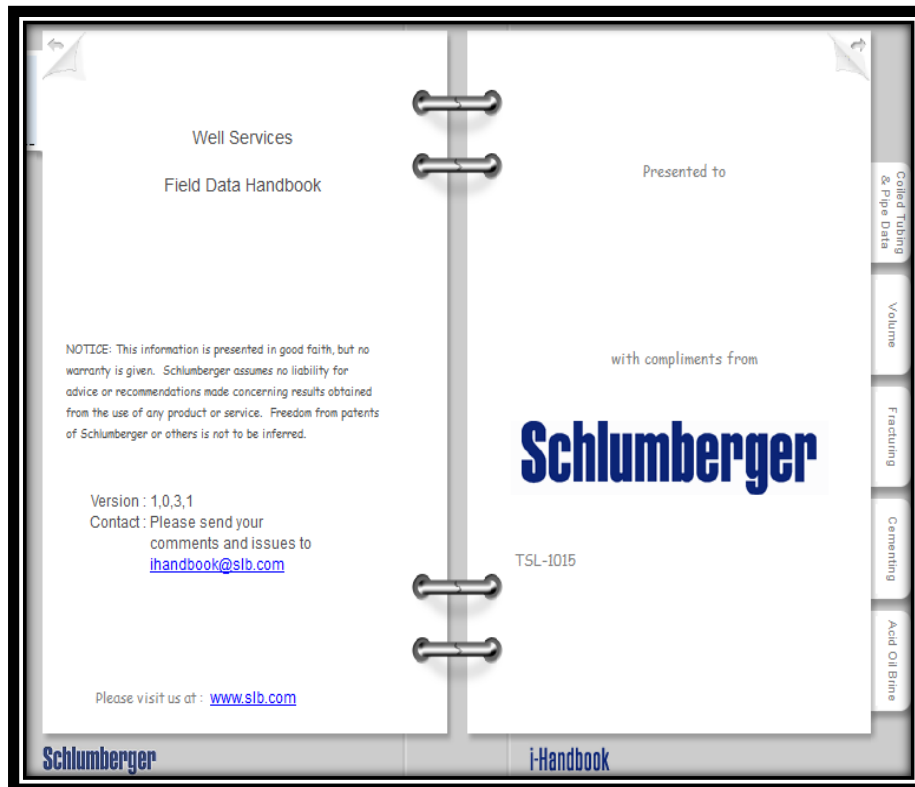 Well Services
Field Data Handbook
NOTICE: This information is presented in good faith, but no
warranty is given. Schlumberger assumes no liability for
advice or recommendations made concerning results obtained
from the use of any product or service. Freedom from patents
of Schlumberger or others is not to be inferred.
Version : 1,0,3,1
Contact : Please send your
comments and issues to
ihandbook@slb.com
Please visit us at : www.slb.com
Schlumberger
Presented to
with compliments from
Schlumberger
TSL-1015
i-Handbook
Coiled Tubing
& Pipe Data
Volume
Fracturing
Cementing
Acid Oil Brine